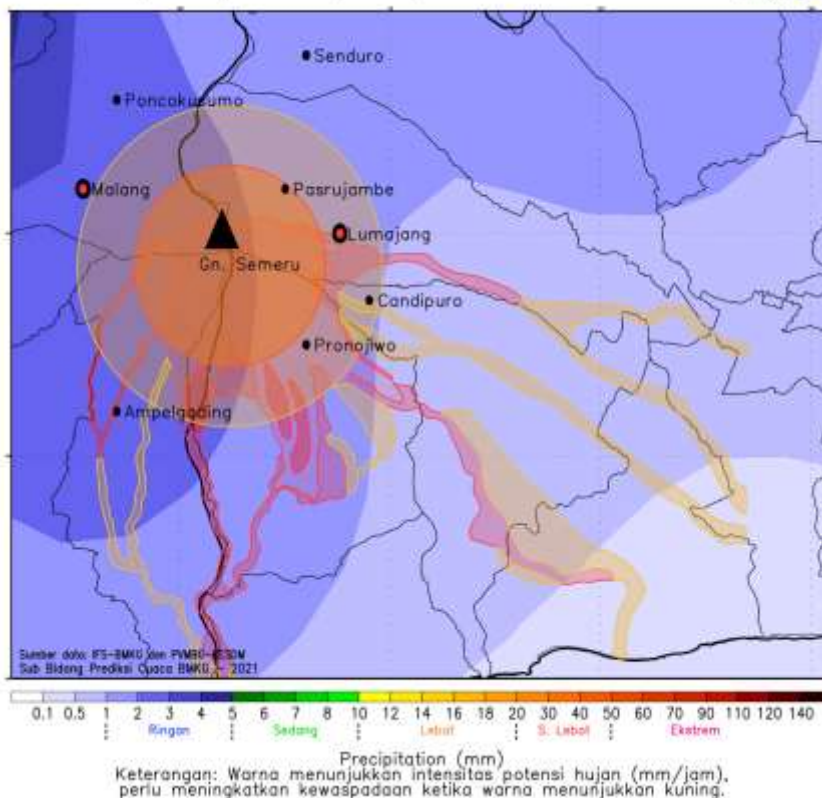 Senduro
Poncokusumo
Malang
Pasrujambe
Lumajang
Gn. Semeru
Candipuro
Pronojiwo
Ampelgading
Sumber data: IFS-BMKG dan PVMBG-KESDM
Sub Bidang Prediksi Cuaca BMKG - 2021
0.1 0.5 1 2 3 4 5 6 7 8 10 12 14 16 18 20 30 40 50 60 70 90 110 120 140
Ringan Sedang Lebat S. Lebat Ekstrem
Precipitation (mm)
Keterangan: Warna menunjukkan intensitas potensi hujan (mm/jam),
perlu meningkatkan kewaspadaan ketika warna menunjukkan kuning.